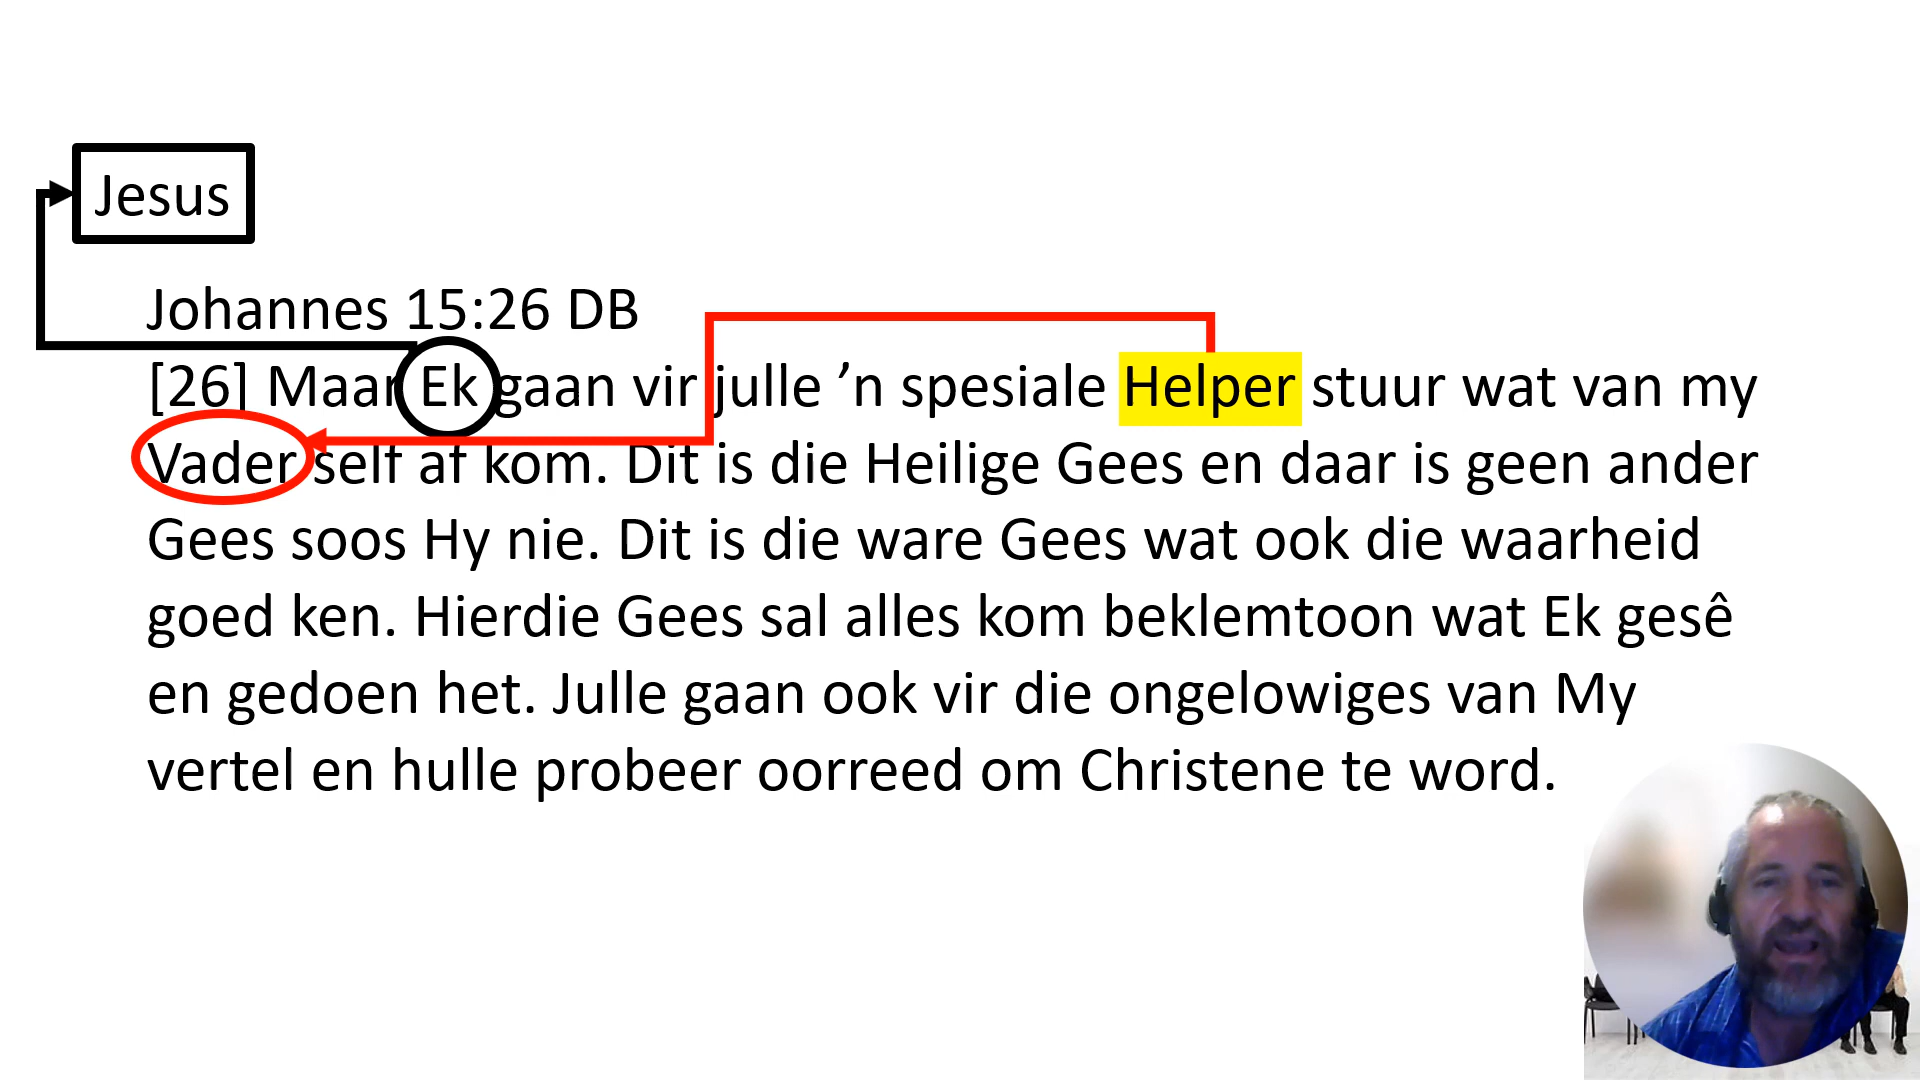 Jesus
Johannes 15:26 DB
[26] Maar Ek gaan vir julle ’n spesiale Helper stuur wat van my
Vader self af kom. Dit is die Heilige Gees en daar is geen ander
Gees soos Hy nie. Dit is die ware Gees wat ook die waarheid
goed ken. Hierdie Gees sal alles kom beklemtoon wat Ek gesê
en gedoen het. Julle gaan ook vir die ongelowiges van My
vertel en hulle probeer oorreed om Christene te word.